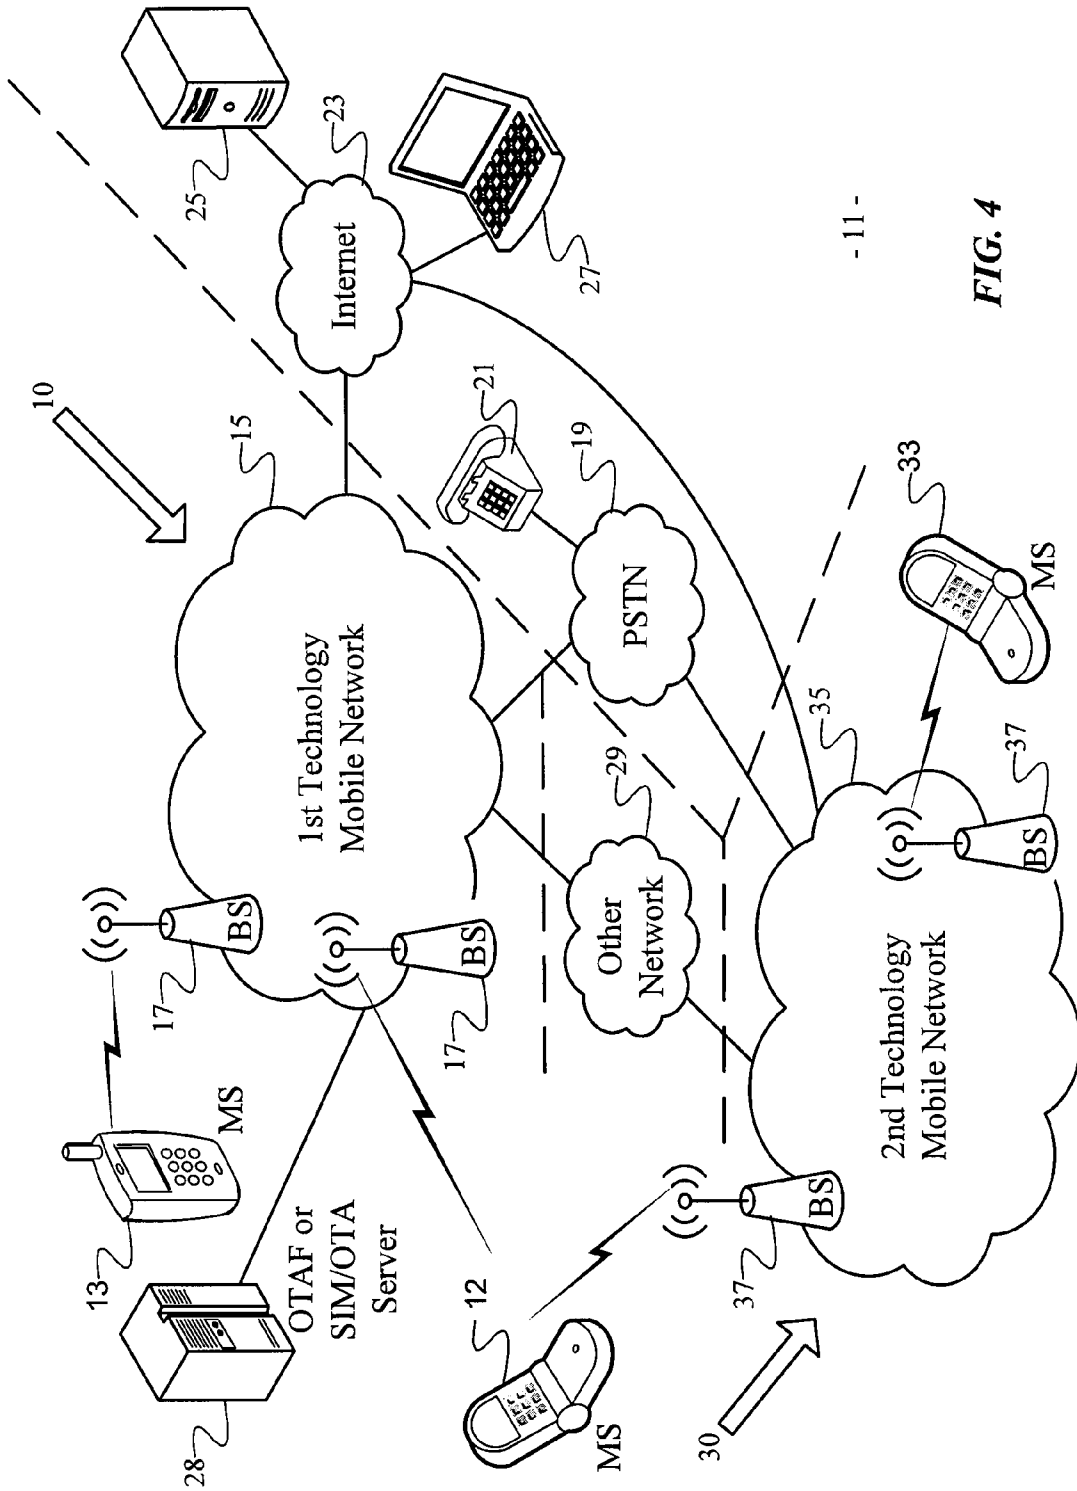 13
10
28
17
25
15
MS
BS
OTAF or
SIM/OTA
Server
1st Technology
Mobile Network
Internet
23
17
BS
12
21
19
27
MS
Other
Network
29
PSTN
30
37
BS
35
- 11 -
2nd Technology
Mobile Network
33
FIG. 4
37
BS
MS